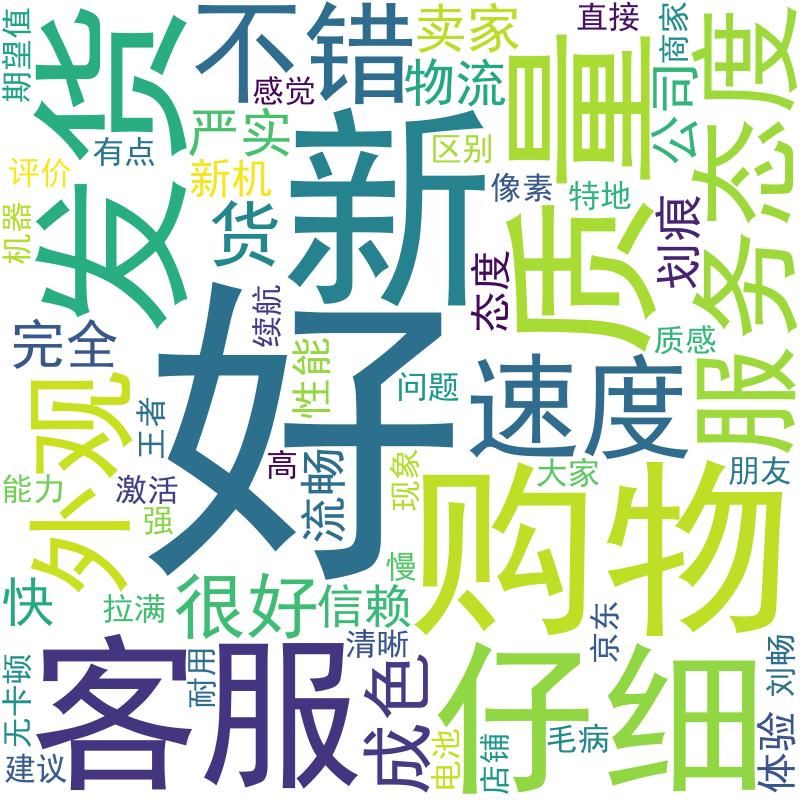 期望值
发货
不错
卖家
直接
商家
服务态度
感觉
物流
质量
公司
严实
有点
区别
评价
新机
新
像素
特地
机器
货
划痕
态度
续航
完全
好
性能
质感
速度
外观
问题
王者
高
流畅
现象
大家
朋友
能力
激活
强
购物
慢
快
拉满
很好
信赖
京东
清晰
客服
成色
仔细
刘畅
无卡顿
耐用
建议
电池
店铺
毛病
体验